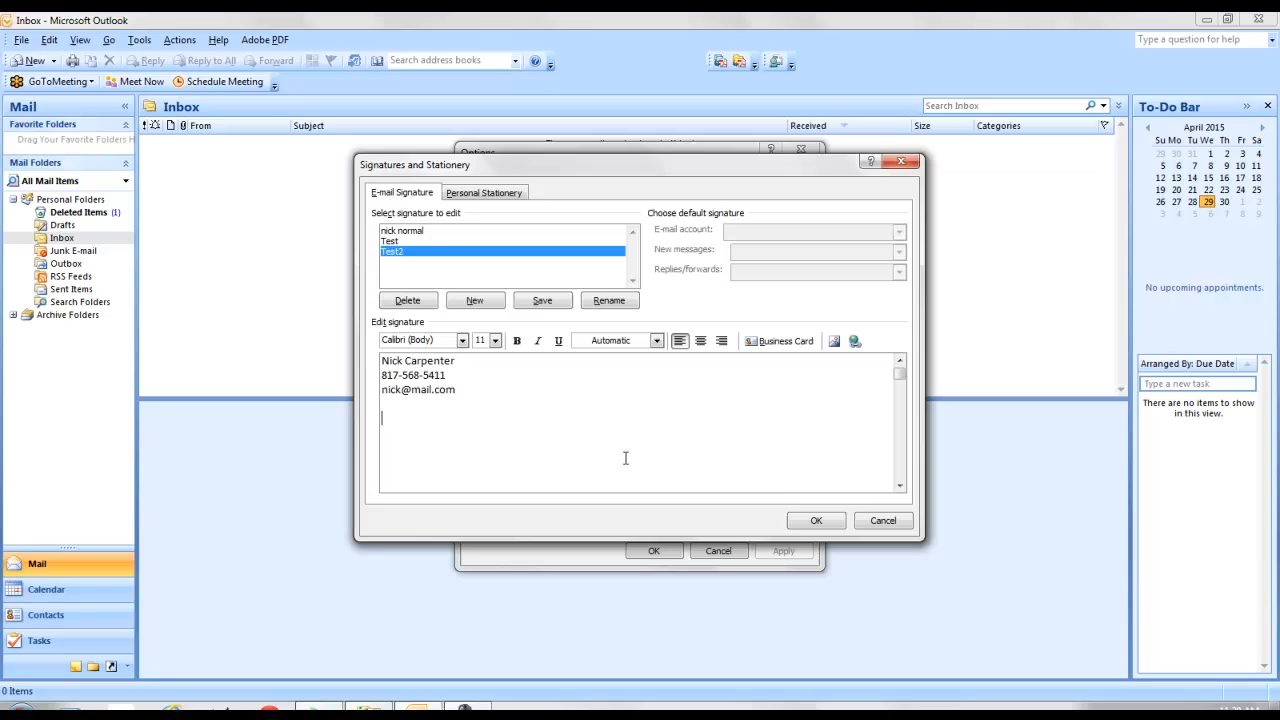 Inbox - Microsoft Outlook
File Edit View Go Tools Actions Help Adobe PDF
Type a question for help
New Reply Reply to All Forward Search address books
GoToMeeting Meet Now Schedule Meeting
Mail
Favorite Folders
Drag Your Favorite Folders H
Mail Folders
All Mail Items
Personal Folders
Deleted Items (1)
Drafts
Inbox
Junk E-mail
Outbox
RSS Feeds
Sent Items
Search Folders
Archive Folders
Mail
Calendar
Contacts
Tasks
0 Items
Inbox
Search Inbox
From Subject Received Size Categories
Options
Signatures and Stationery
E-mail Signature Personal Stationery
Select signature to edit
nick normal
Test
Test2
Delete New Save Rename
Choose default signature
E-mail account:
New messages:
Replies/forwards:
Edit signature
Calibri (Body) 11 B I U Automatic Business Card
Nick Carpenter
817-568-5411
nick@mail.com
OK Cancel
OK Cancel Apply
To-Do Bar
April 2015
Su Mo Tu We Th Fr Sa
29 30 31 1 2 3 4
5 6 7 8 9 10 11
12 13 14 15 16 17 18
19 20 21 22 23 24 25
26 27 28 29 30 1 2
3 4 5 6 7 8 9
No upcoming appointments.
Arranged By: Due Date
Type a new task
There are no items to show
in this view.